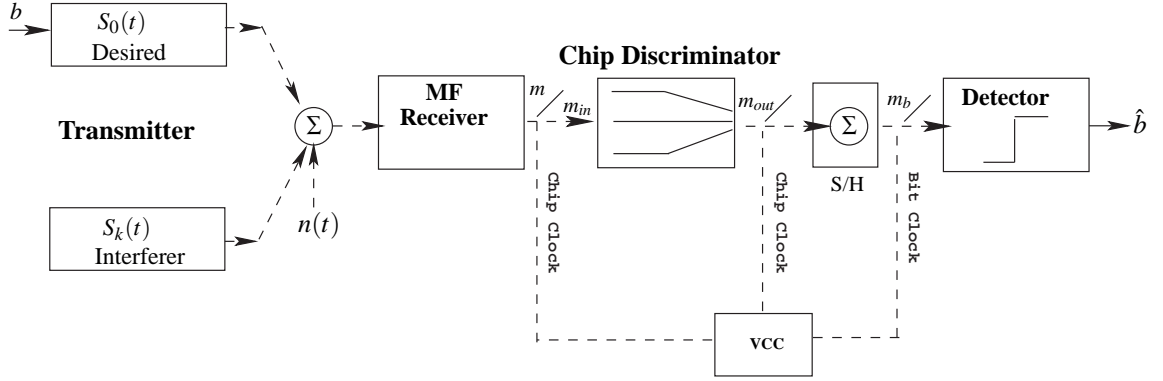 b
S₀(t)
Desired
Transmitter
Sₖ(t)
Interferer
Σ
n(t)
MF
Receiver
m
Chip Clock
Chip Discriminator
m_in
m_out
Chip Clock
Σ
S/H
m_b
Bit Clock
Detector
b̂
VCC